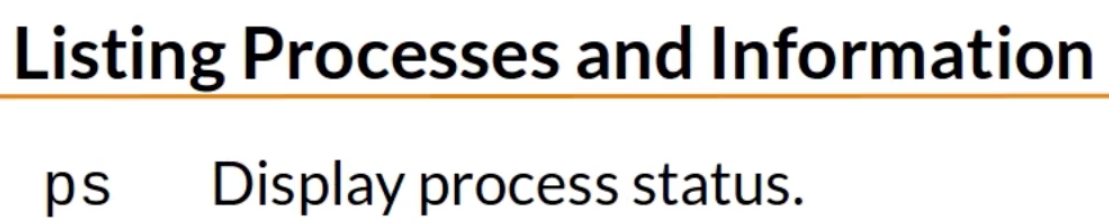 Listing Processes and Information
ps Display process status.